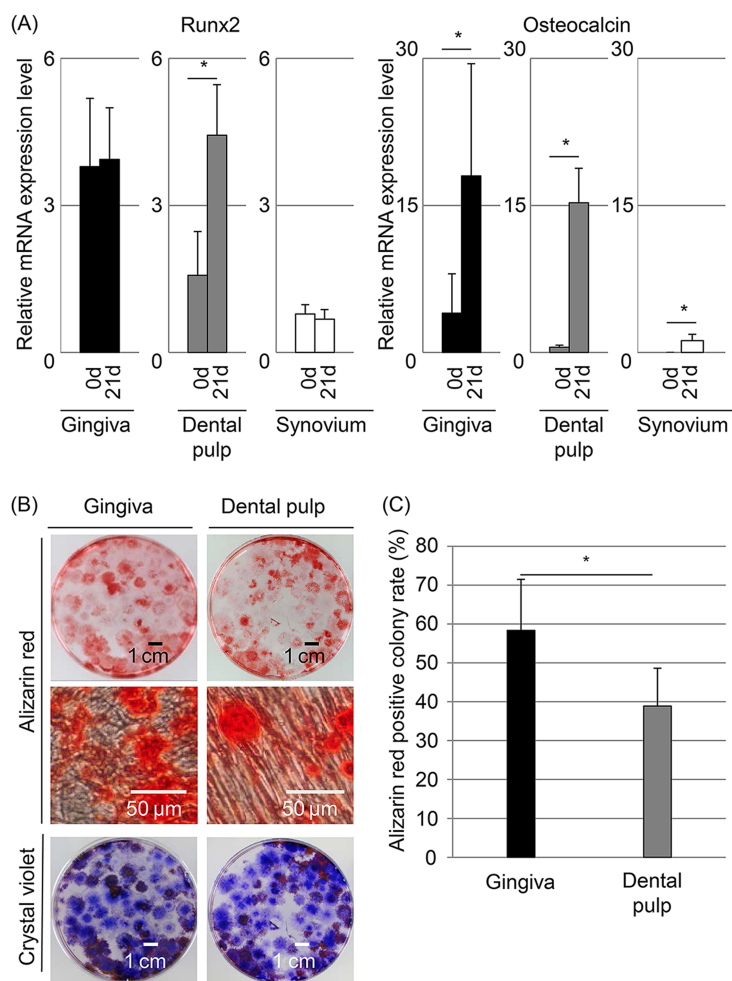 (A)
Runx2
Osteocalcin
Relative mRNA expression level
6
3
0
0d
21d
Gingiva
6
*
3
0
0d
21d
Dental
pulp
6
3
0
0d
21d
Synovium
Relative mRNA expression level
30
*
15
0
0d
21d
Gingiva
30
*
15
0
0d
21d
Dental
pulp
30
15
*
0
0d
21d
Synovium
(B)
Gingiva
Dental pulp
Alizarin red
1 cm
1 cm
50 µm
50 µm
Crystal violet
1 cm
1 cm
(C)
Alizarin red positive colony rate (%)
80
70
60
50
40
30
20
10
0
*
Gingiva
Dental
pulp